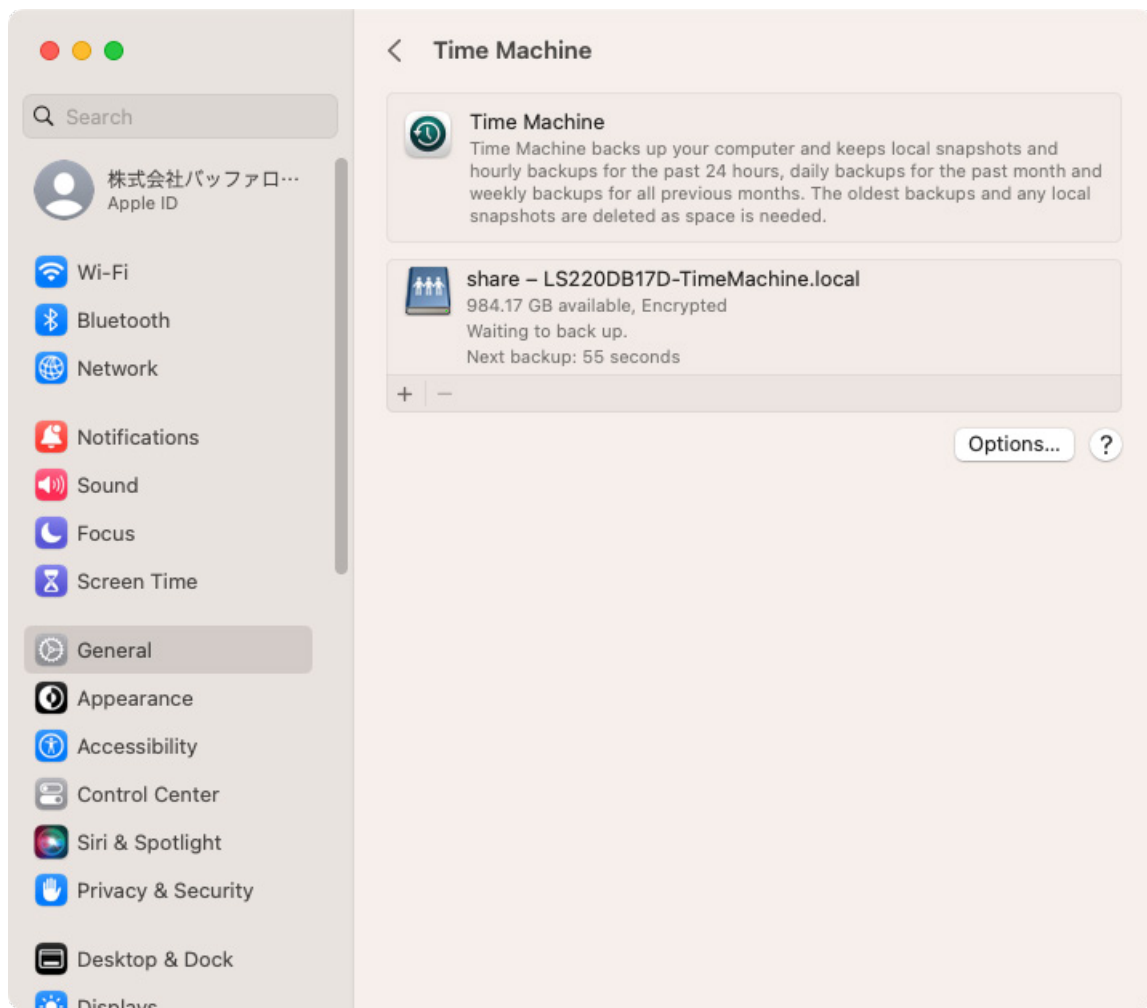 Time Machine
Search
株式会社バッファロ…
Apple ID
Wi-Fi
Bluetooth
Network
Notifications
Sound
Focus
Screen Time
General
Appearance
Accessibility
Control Center
Siri & Spotlight
Privacy & Security
Desktop & Dock
Displays
Time Machine
Time Machine backs up your computer and keeps local snapshots and
hourly backups for the past 24 hours, daily backups for the past month and
weekly backups for all previous months. The oldest backups and any local
snapshots are deleted as space is needed.
share – LS220DB17D-TimeMachine.local
984.17 GB available, Encrypted
Waiting to back up.
Next backup: 55 seconds
+ −
Options... ?